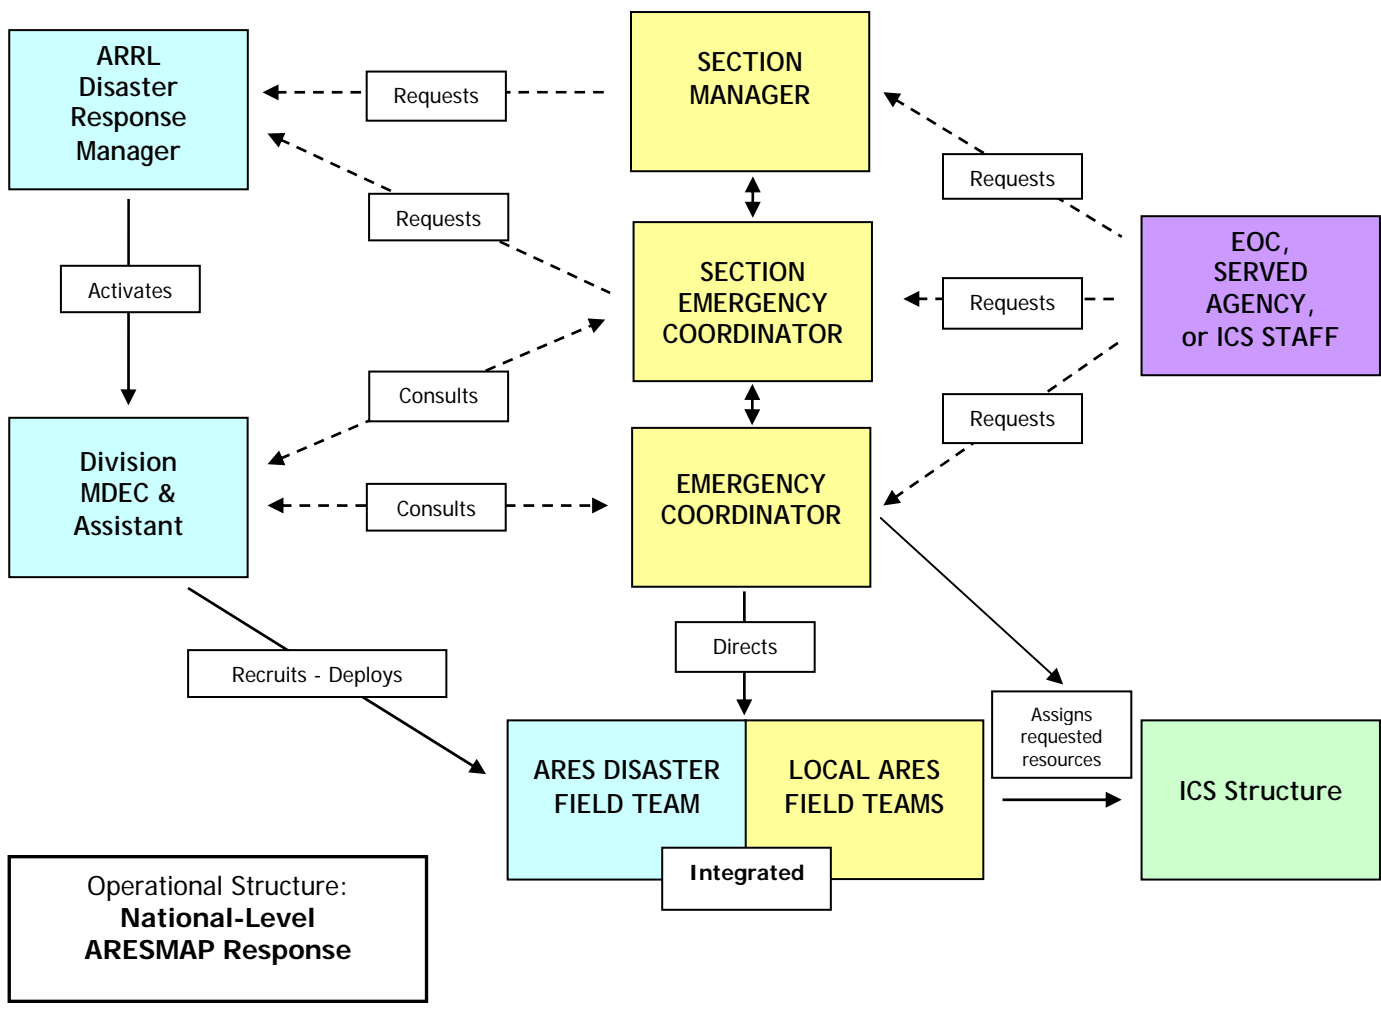 ARRL
Disaster
Response
Manager
Requests
SECTION
MANAGER
Requests
Requests
EOC,
SERVED
AGENCY,
or ICS STAFF
Activates
SECTION
EMERGENCY
COORDINATOR
Requests
Consults
Requests
Division
MDEC &
Assistant
Consults
EMERGENCY
COORDINATOR
Directs
Recruits - Deploys
Assigns
requested
resources
ARES DISASTER
FIELD TEAM
LOCAL ARES
FIELD TEAMS
ICS Structure
Integrated
Operational Structure:
National-Level
ARESMAP Response